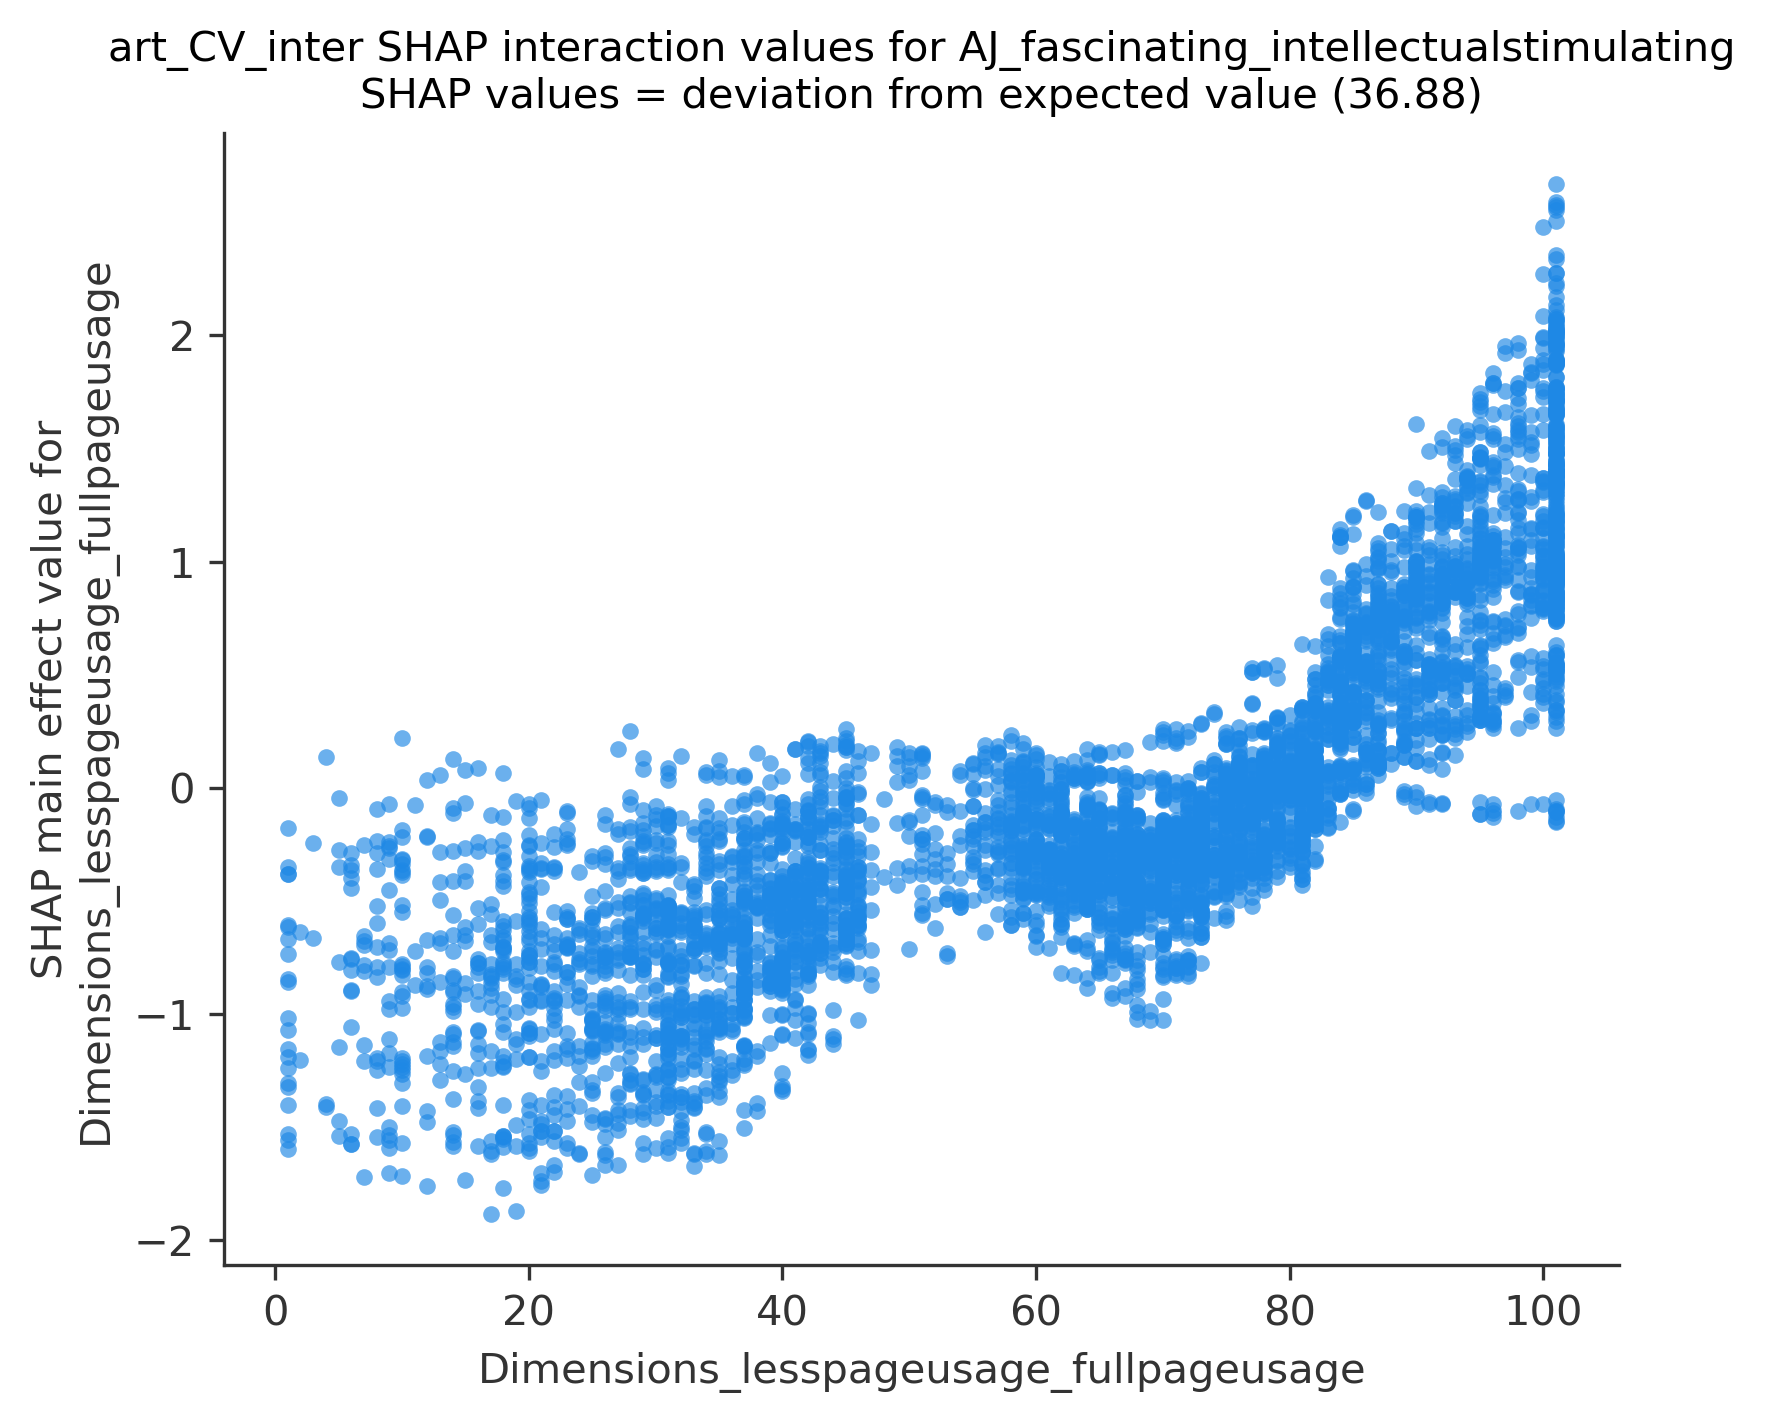 art_CV_inter SHAP interaction values for AJ_fascinating_intellectualstimulating
SHAP values = deviation from expected value (36.88)
SHAP main effect value for
Dimensions_lesspageusage_fullpageusage
2
1
0
−1
−2
0
20
40
60
80
100
Dimensions_lesspageusage_fullpageusage